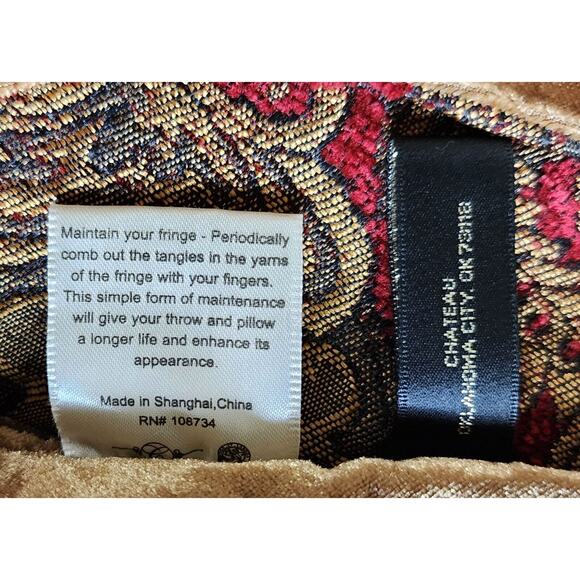 Maintain your fringe - Periodically
comb out the tangles in the yarns
of the fringe with your fingers.
This simple form of maintenance
will give your throw and pillow
a longer life and enhance its
appearance.
Made in Shanghai,China
RN# 108734
CHATEAU
OKLAHOMA CITY, OK 73118